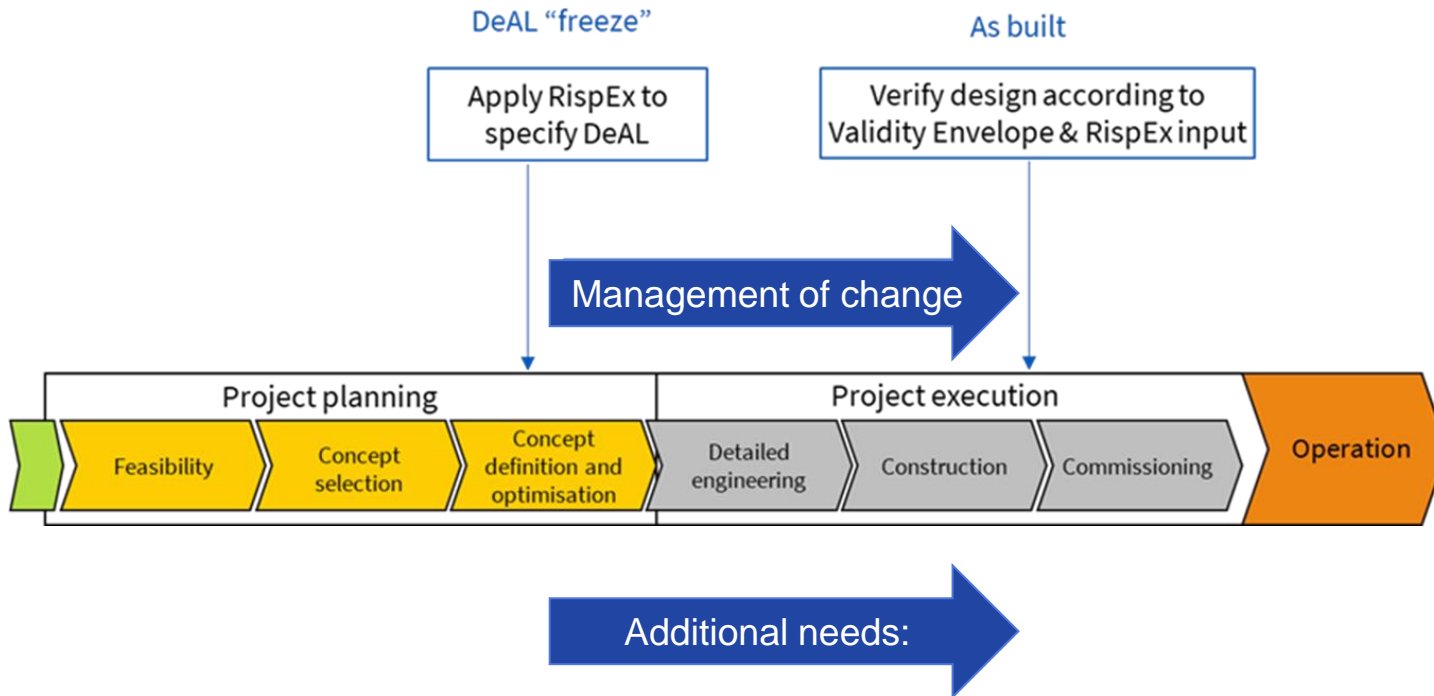 DeAL “freeze”
As built
Apply RispEx to
specify DeAL
Verify design according to
Validity Envelope & RispEx input
Management of change
Project planning
Project execution
Feasibility
Concept
selection
Concept
definition and
optimisation
Detailed
engineering
Construction
Commissioning
Operation
Additional needs: